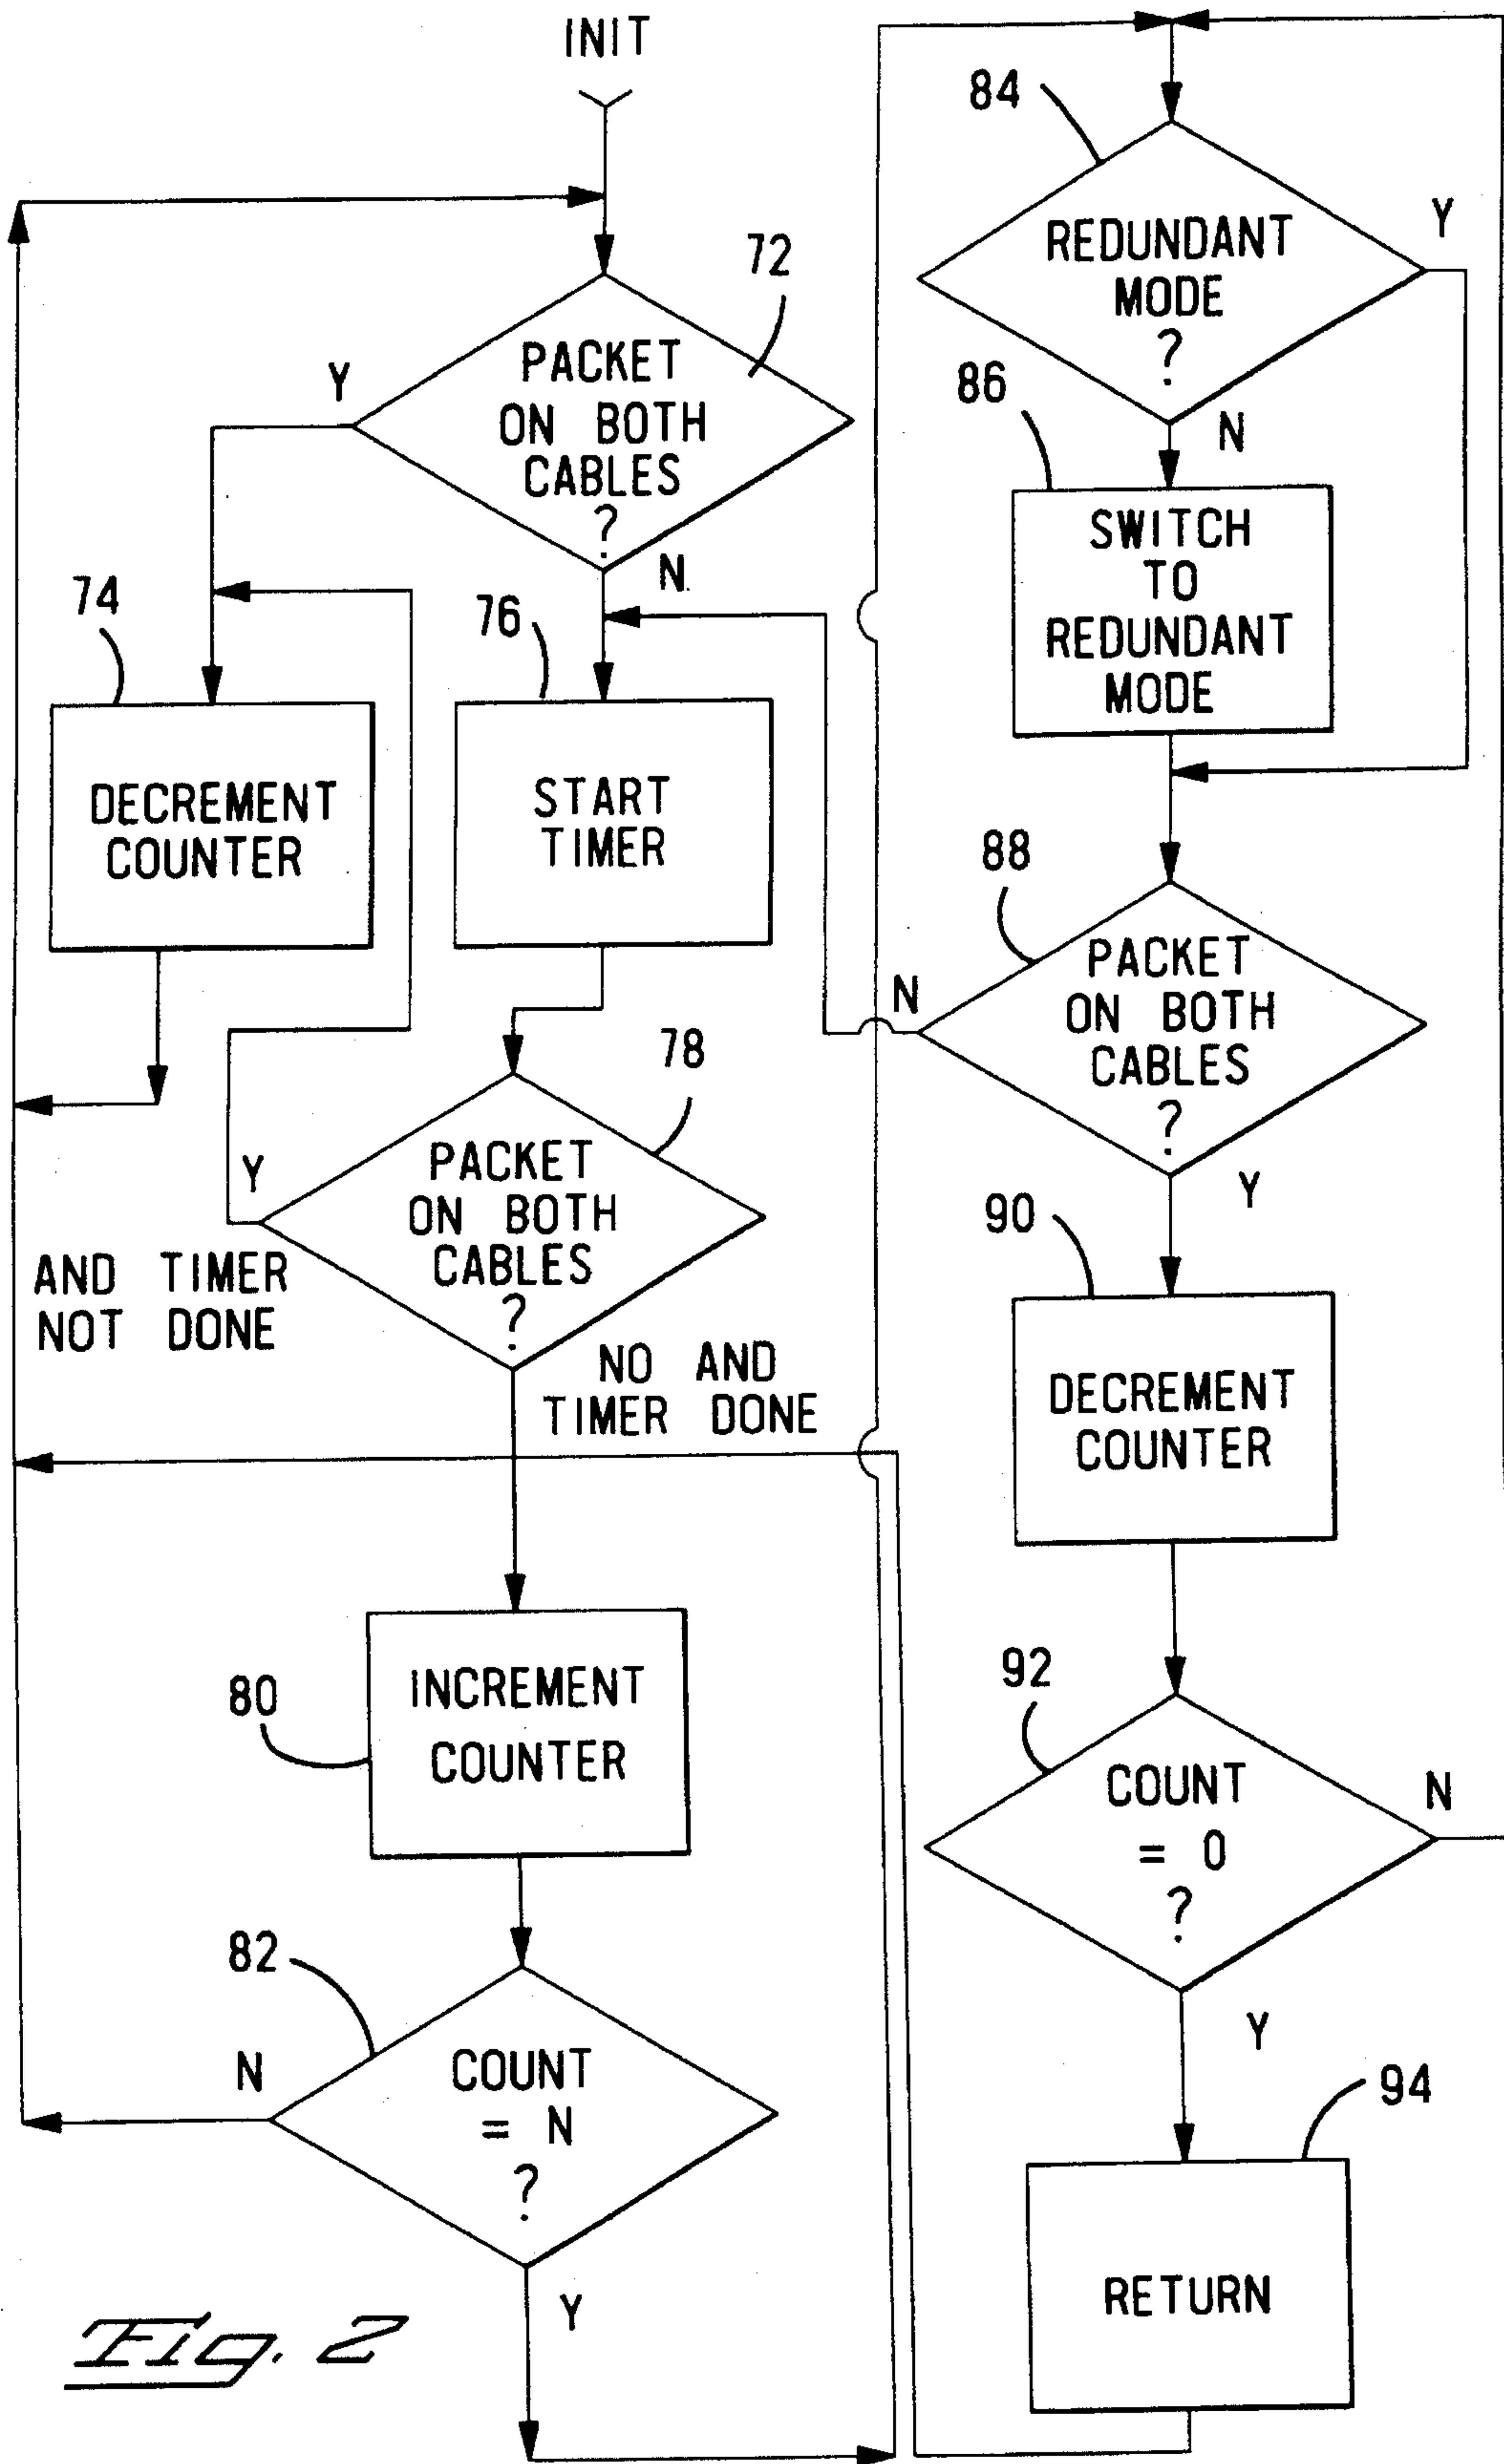 INIT
72
PACKET
ON BOTH
CABLES
?
Y
N
74
DECREMENT
COUNTER
76
START
TIMER
78
PACKET
ON BOTH
CABLES
?
Y
AND TIMER
NOT DONE
NO AND
TIMER DONE
80
INCREMENT
COUNTER
82
COUNT
= N
?
N
Y
84
REDUNDANT
MODE
?
Y
N
86
SWITCH
TO
REDUNDANT
MODE
88
PACKET
ON BOTH
CABLES
?
N
Y
90
DECREMENT
COUNTER
92
COUNT
= 0
?
N
Y
94
RETURN
Fig. 2